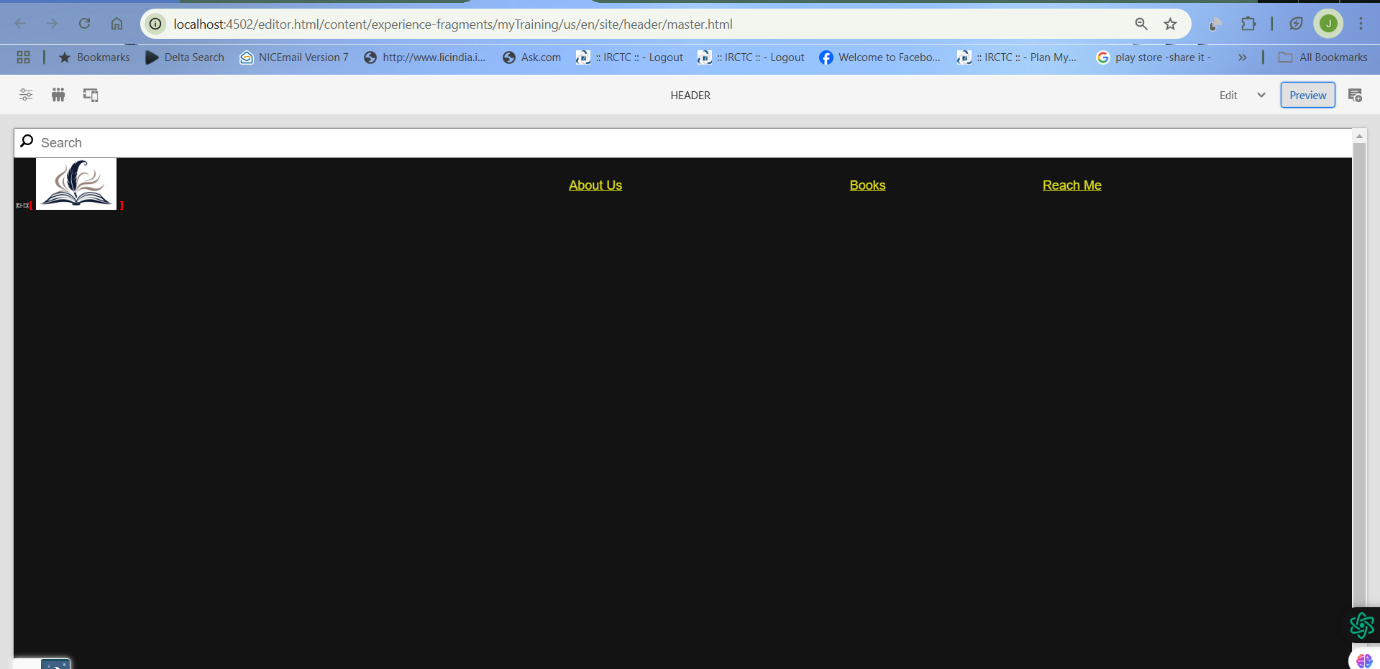 localhost:4502/editor.html/content/experience-fragments/myTraining/us/en/site/header/master.html
J
Bookmarks Delta Search NICEmail Version 7 http://www.licindia.i... Ask.com :: IRCTC :: - Logout :: IRCTC :: - Logout Welcome to Facebo... :: IRCTC :: - Plan My... play store -share it - » All Bookmarks
HEADER
Edit
Preview
Search
About Us
Books
Reach Me